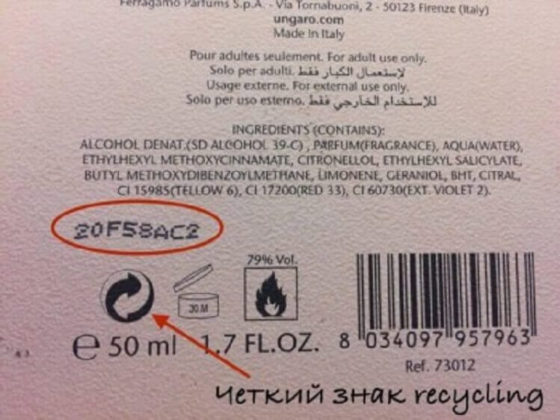 Ferragamo Parfums S.p.A. - Via Tornabuoni, 2 - 50123 Firenze (Italy)
ungaro.com
Made in Italy
Pour adultes seulement. For adult use only.
Solo per adulti. لإستعمال الكبار فقط
Usage externe. For external use only.
Solo per uso esterno. للاستخدام الخارجي فقط
INGREDIENTS (CONTAINS):
ALCOHOL DENAT.(SD ALCOHOL 39-C) , PARFUM(FRAGRANCE), AQUA(WATER),
ETHYLHEXYL METHOXYCINNAMATE, CITRONELLOL, ETHYLHEXYL SALICYLATE,
BUTYL METHOXYDIBENZOYLMETHANE, LIMONENE, GERANIOL, BHT, CITRAL,
CI 15985(YELLOW 6), CI 17200(RED 33), CI 60730(EXT. VIOLET 2).
20F58AC2
79% Vol.
30 M
℮ 50 ml 1.7 FL.OZ.
8 034097 957963
Ref. 73012
Четкий знак recycling